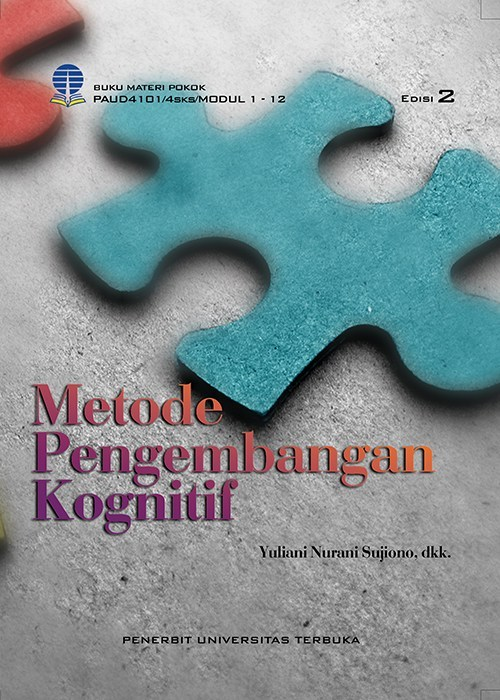 BUKU MATERI POKOK
PAUD4101/4SKS/MODUL 1 - 12
EDISI 2
Metode
Pengembangan
Kognitif
Yuliani Nurani Sujiono, dkk.
PENERBIT UNIVERSITAS TERBUKA